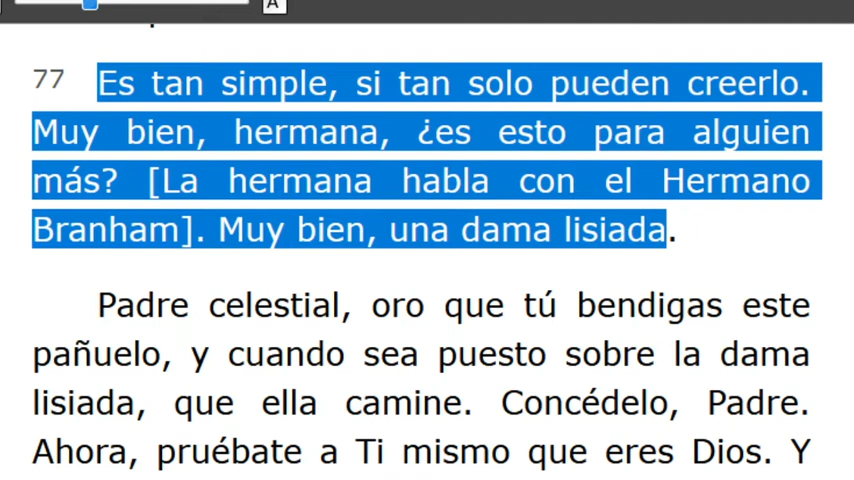 A
77 Es tan simple, si tan solo pueden creerlo.
Muy bien, hermana, ¿es esto para alguien
más? [La hermana habla con el Hermano
Branham]. Muy bien, una dama lisiada.
Padre celestial, oro que tú bendigas este
pañuelo, y cuando sea puesto sobre la dama
lisiada, que ella camine. Concédelo, Padre.
Ahora, pruébate a Ti mismo que eres Dios. Y